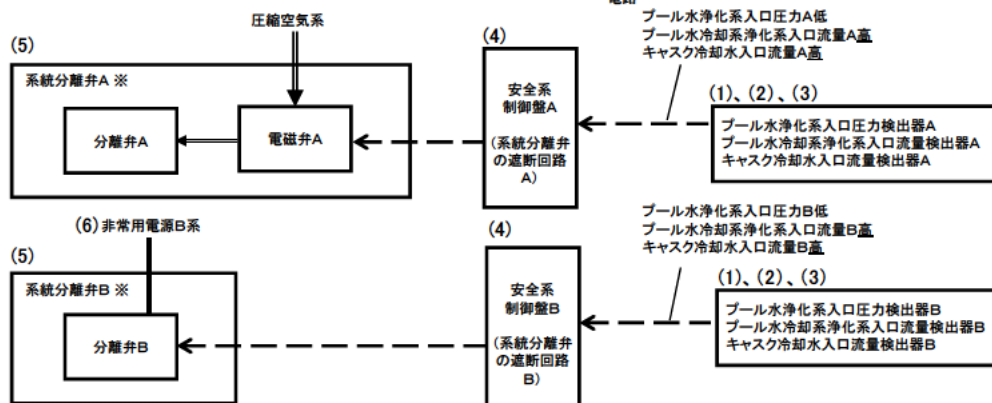 電路
圧縮空気系
プール水浄化系入口圧力A低
プール水冷却系浄化系入口流量A高
キャスク冷却水入口流量A高
(5)
(4)
系統分離弁A ※
分離弁A
電磁弁A
安全系
制御盤A
(系統分離弁
の遮断回路
A)
(1)、(2)、(3)
プール水浄化系入口圧力検出器A
プール水冷却系浄化系入口流量検出器A
キャスク冷却水入口流量検出器A
(6) 非常用電源B系
プール水浄化系入口圧力B低
プール水冷却系浄化系入口流量B高
キャスク冷却水入口流量B高
(5)
(4)
系統分離弁B ※
分離弁B
安全系
制御盤B
(系統分離弁
の遮断回路
B)
(1)、(2)、(3)
プール水浄化系入口圧力検出器B
プール水冷却系浄化系入口流量検出器B
キャスク冷却水入口流量検出器B